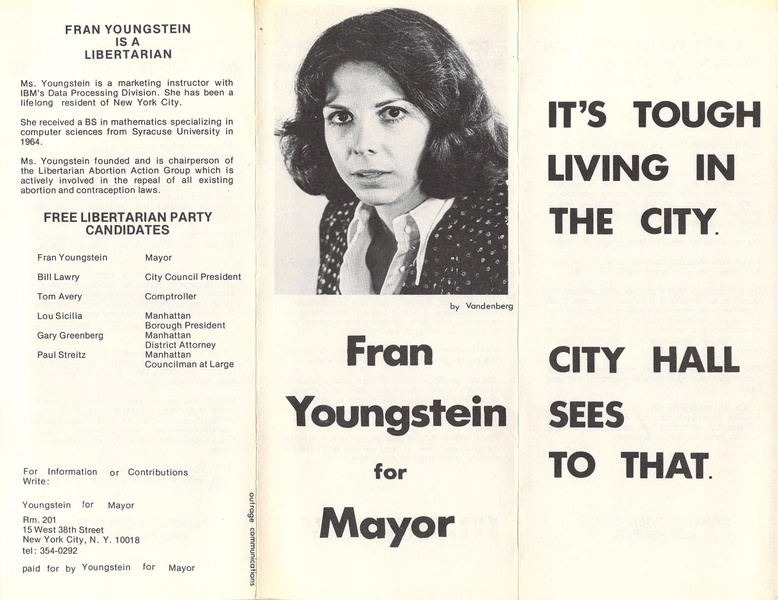 FRAN YOUNGSTEIN
IS A
LIBERTARIAN
Ms. Youngstein is a marketing instructor with
IBM's Data Processing Division. She has been a
lifelong resident of New York City.
She received a BS in mathematics specializing in
computer sciences from Syracuse University in
1964.
Ms. Youngstein founded and is chairperson of
the Libertarian Abortion Action Group which is
actively involved in the repeal of all existing
abortion and contraception laws.
FREE LIBERTARIAN PARTY
CANDIDATES
Fran Youngstein Mayor
Bill Lawry City Council President
Tom Avery Comptroller
Lou Sicilia Manhattan
Borough President
Gary Greenberg Manhattan
District Attorney
Paul Streitz Manhattan
Councilman at Large
For Information or Contributions
Write:
Youngstein for Mayor
Rm. 201
15 West 38th Street
New York City, N. Y. 10018
tel: 354-0292
paid for by Youngstein for Mayor
outrage communications
by Vandenberg
Fran
Youngstein
for
Mayor
IT'S TOUGH
LIVING IN
THE CITY.
CITY HALL
SEES
TO THAT.